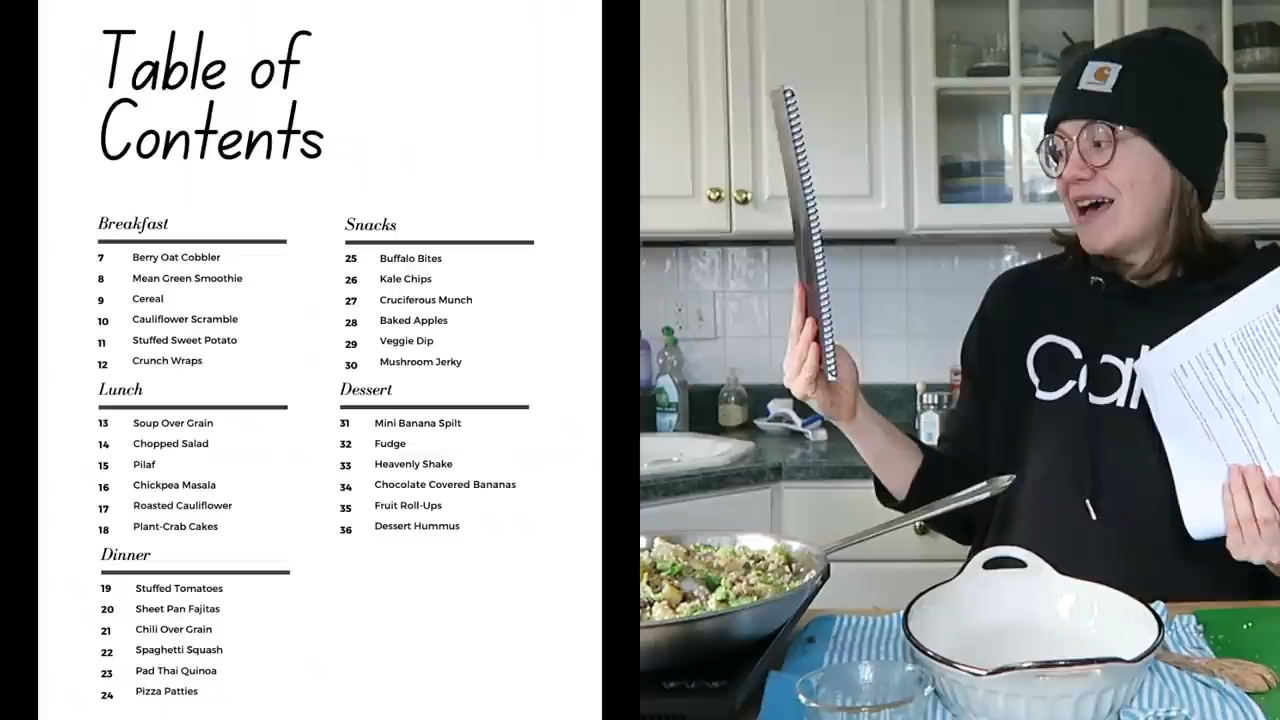 Table of
Contents
Breakfast
7 Berry Oat Cobbler
8 Mean Green Smoothie
9 Cereal
10 Cauliflower Scramble
11 Stuffed Sweet Potato
12 Crunch Wraps
Lunch
13 Soup Over Grain
14 Chopped Salad
15 Pilaf
16 Chickpea Masala
17 Roasted Cauliflower
18 Plant-Crab Cakes
Dinner
19 Stuffed Tomatoes
20 Sheet Pan Fajitas
21 Chili Over Grain
22 Spaghetti Squash
23 Pad Thai Quinoa
24 Pizza Patties
Snacks
25 Buffalo Bites
26 Kale Chips
27 Cruciferous Munch
28 Baked Apples
29 Veggie Dip
30 Mushroom Jerky
Dessert
31 Mini Banana Spilt
32 Fudge
33 Heavenly Shake
34 Chocolate Covered Bananas
35 Fruit Roll-Ups
36 Dessert Hummus